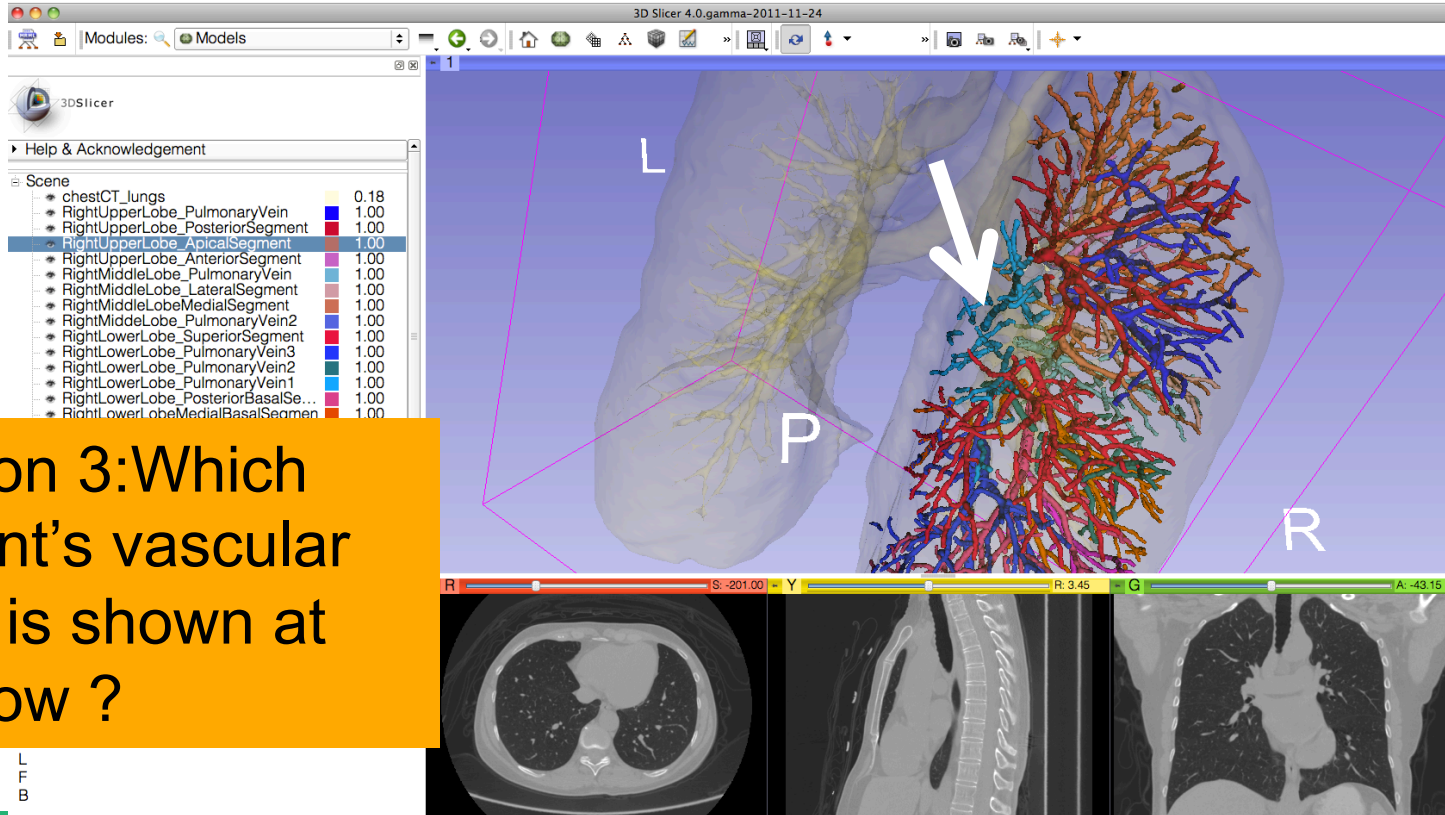 3D Slicer 4.0.gamma-2011-11-24
Modules: Models
1
3DSlicer
Help & Acknowledgement
Scene
chestCT_lungs 0.18
RightUpperLobe_PulmonaryVein 1.00
RightUpperLobe_PosteriorSegment 1.00
RightUpperLobe_ApicalSegment 1.00
RightUpperLobe_AnteriorSegment 1.00
RightMiddleLobe_PulmonaryVein 1.00
RightMiddleLobe_LateralSegment 1.00
RightMiddleLobeMedialSegment 1.00
RightMiddeLobe_PulmonaryVein2 1.00
RightLowerLobe_SuperiorSegment 1.00
RightLowerLobe_PulmonaryVein3 1.00
RightLowerLobe_PulmonaryVein2 1.00
RightLowerLobe_PulmonaryVein1 1.00
RightLowerLobe_PosteriorBasalSe... 1.00
RightLowerLobeMedialBasalSegmen 1.00
L
P
R
on 3:Which
nt's vascular
is shown at
ow ?
R S: -201.00 Y R: 3.45 G A: -43.15
L
F
B